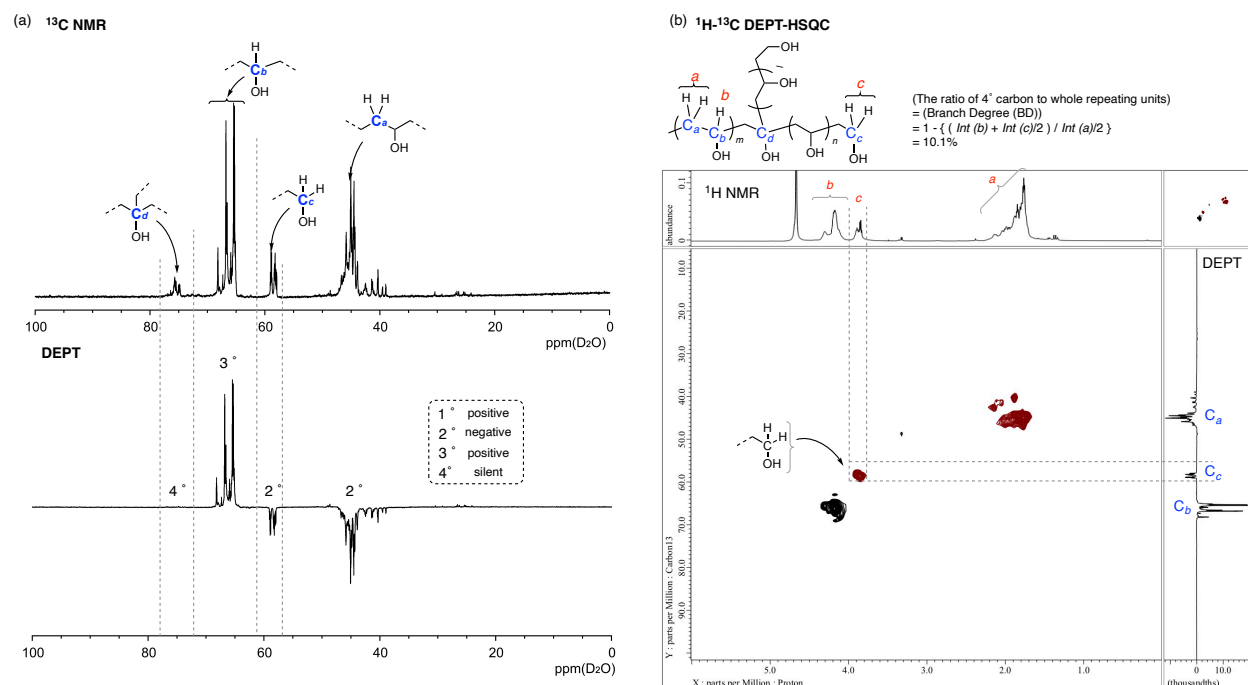 (a) ¹³C NMR
H
C_b
OH
H H
C_a
OH
H
H
C_c
OH
C_d
OH
100 80 60 40 20 0
ppm(D₂O)
DEPT
3°
4° 2° 2°
1° positive
2° negative
3° positive
4° silent
100 80 60 40 20 0
ppm(D₂O)
(b) ¹H-¹³C DEPT-HSQC
OH
OH
a
b
c
H H H H H
C_a C_b m C_d n C_c
OH OH OH OH
(The ratio of 4° carbon to whole repeating units)
= (Branch Degree (BD))
= 1 - { ( Int (b) + Int (c)/2 ) / Int (a)/2 }
= 10.1%
abundance
0 0.1
¹H NMR
b
c
a
DEPT
10.0
20.0
30.0
40.0
50.0
60.0
70.0
80.0
90.0
Y : parts per Million : Carbon13
H
H
OH
C
C_a
C_c
C_b
5.0 4.0 3.0 2.0 1.0
X : parts per Million : Proton
0 10.0
(thousandths)